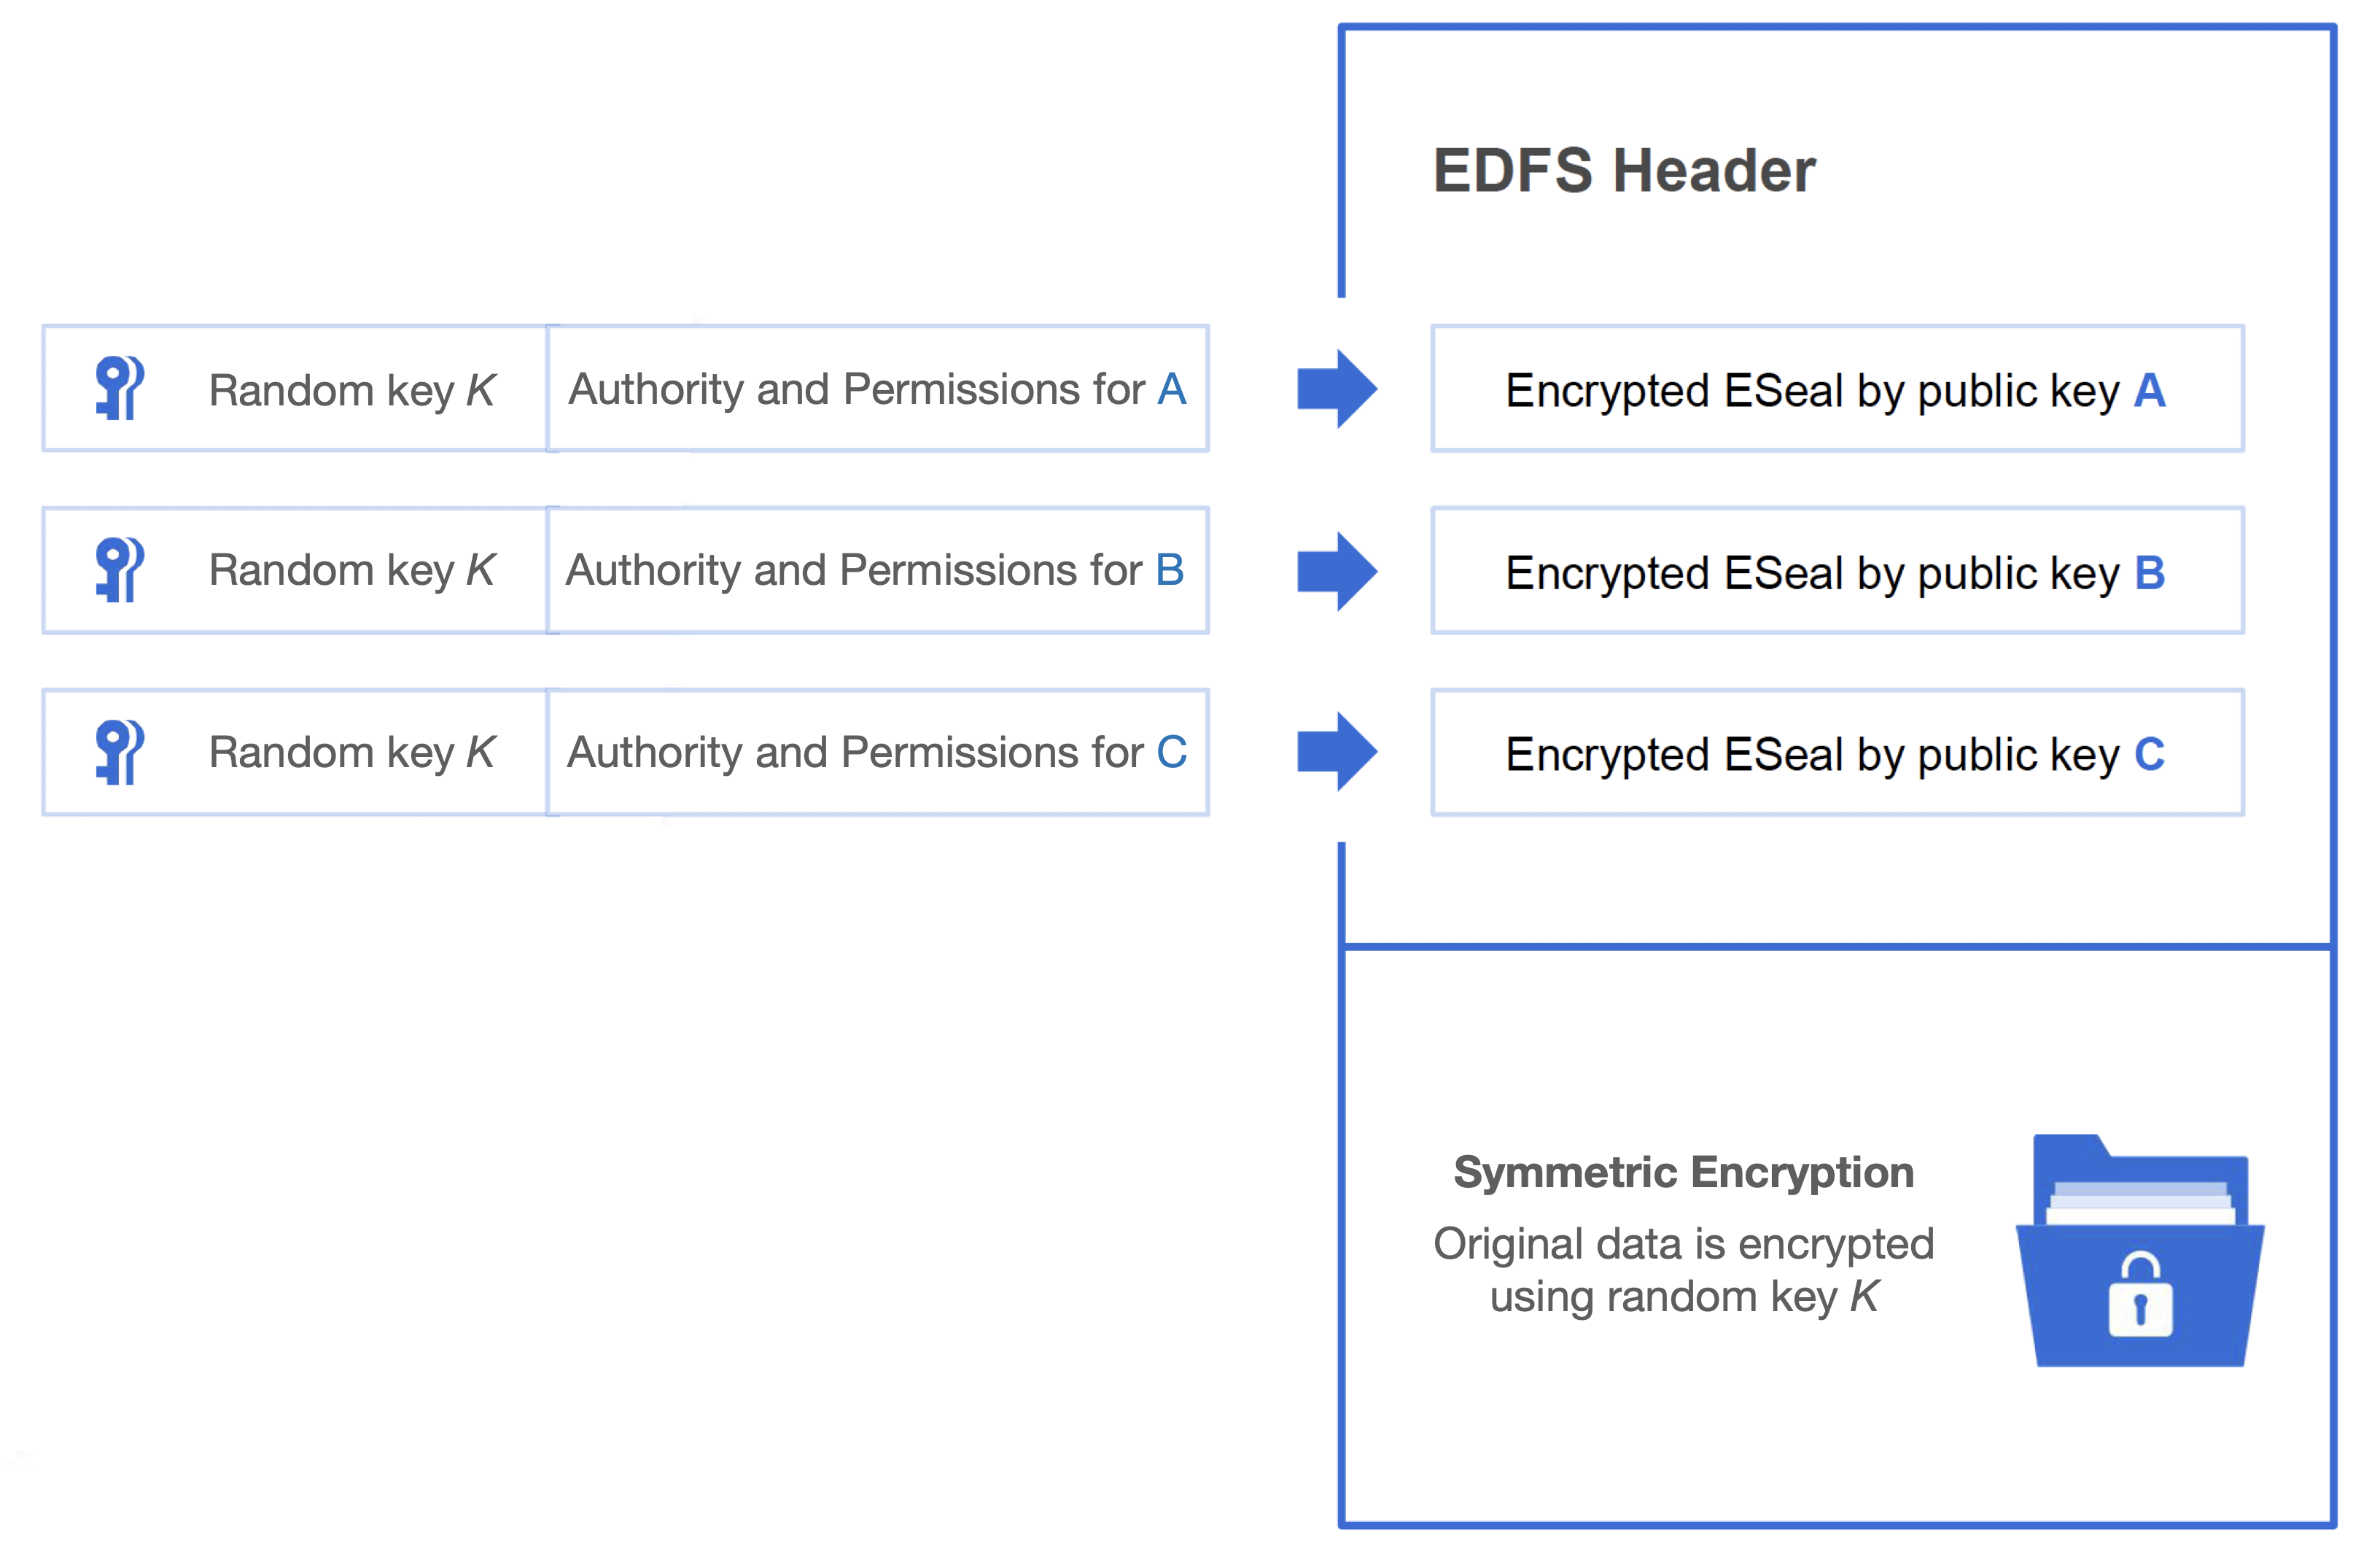 EDFS Header
Random key K
Authority and Permissions for A
Encrypted ESeal by public key A
Random key K
Authority and Permissions for B
Encrypted ESeal by public key B
Random key K
Authority and Permissions for C
Encrypted ESeal by public key C
Symmetric Encryption
Original data is encrypted
using random key K